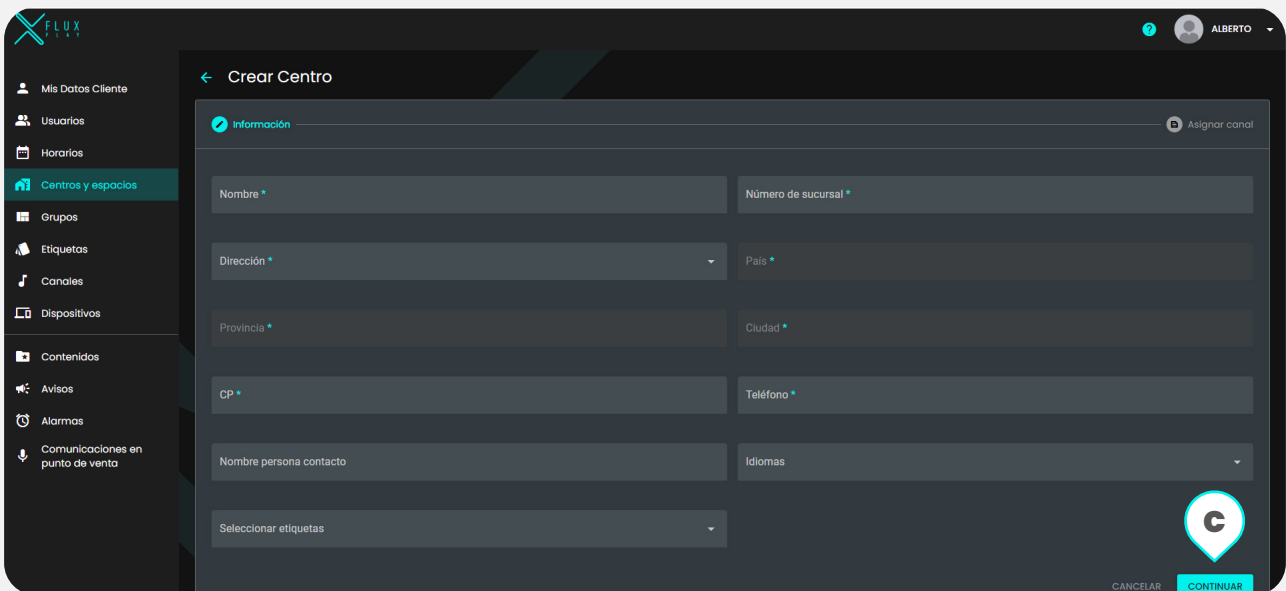 FLUX
PLAY
ALBERTO
Mis Datos Cliente
Usuarios
Horarios
Centros y espacios
Grupos
Etiquetas
Canales
Dispositivos
Contenidos
Avisos
Alarmas
Comunicaciones en
punto de venta
Crear Centro
Información
Asignar canal
Nombre *
Número de sucursal *
Dirección *
País *
Provincia *
Ciudad *
CP *
Teléfono *
Nombre persona contacto
Idiomas
Seleccionar etiquetas
C
CANCELAR
CONTINUAR